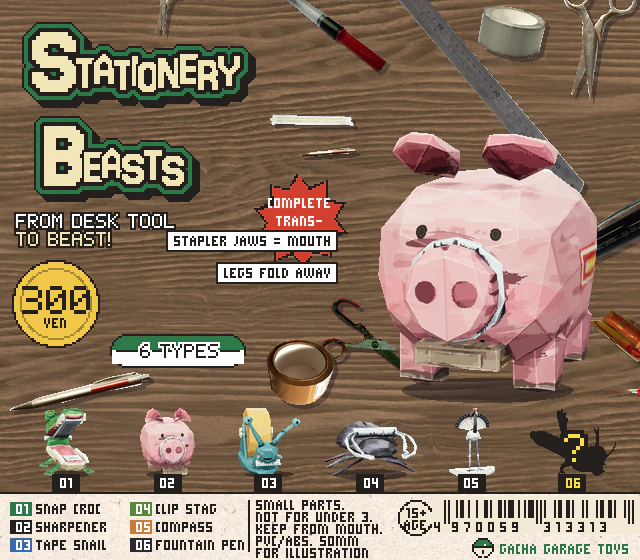 STATIONERY
BEASTS
FROM DESK TOOL
TO BEAST!
COMPLETE
TRANS-
STAPLER JAWS = MOUTH
LEGS FOLD AWAY
300
YEN
6 TYPES
01
02
03
04
05
?
06
01 SNAP CROC
02 SHARPENER
03 TAPE SNAIL
04 CLIP STAG
05 COMPASS
06 FOUNTAIN PEN
SMALL PARTS.
NOT FOR UNDER 3.
KEEP FROM MOUTH.
PVC/ABS. 50MM
FOR ILLUSTRATION
15+
AGE
4 970059 313313
GACHA GARAGE TOYS